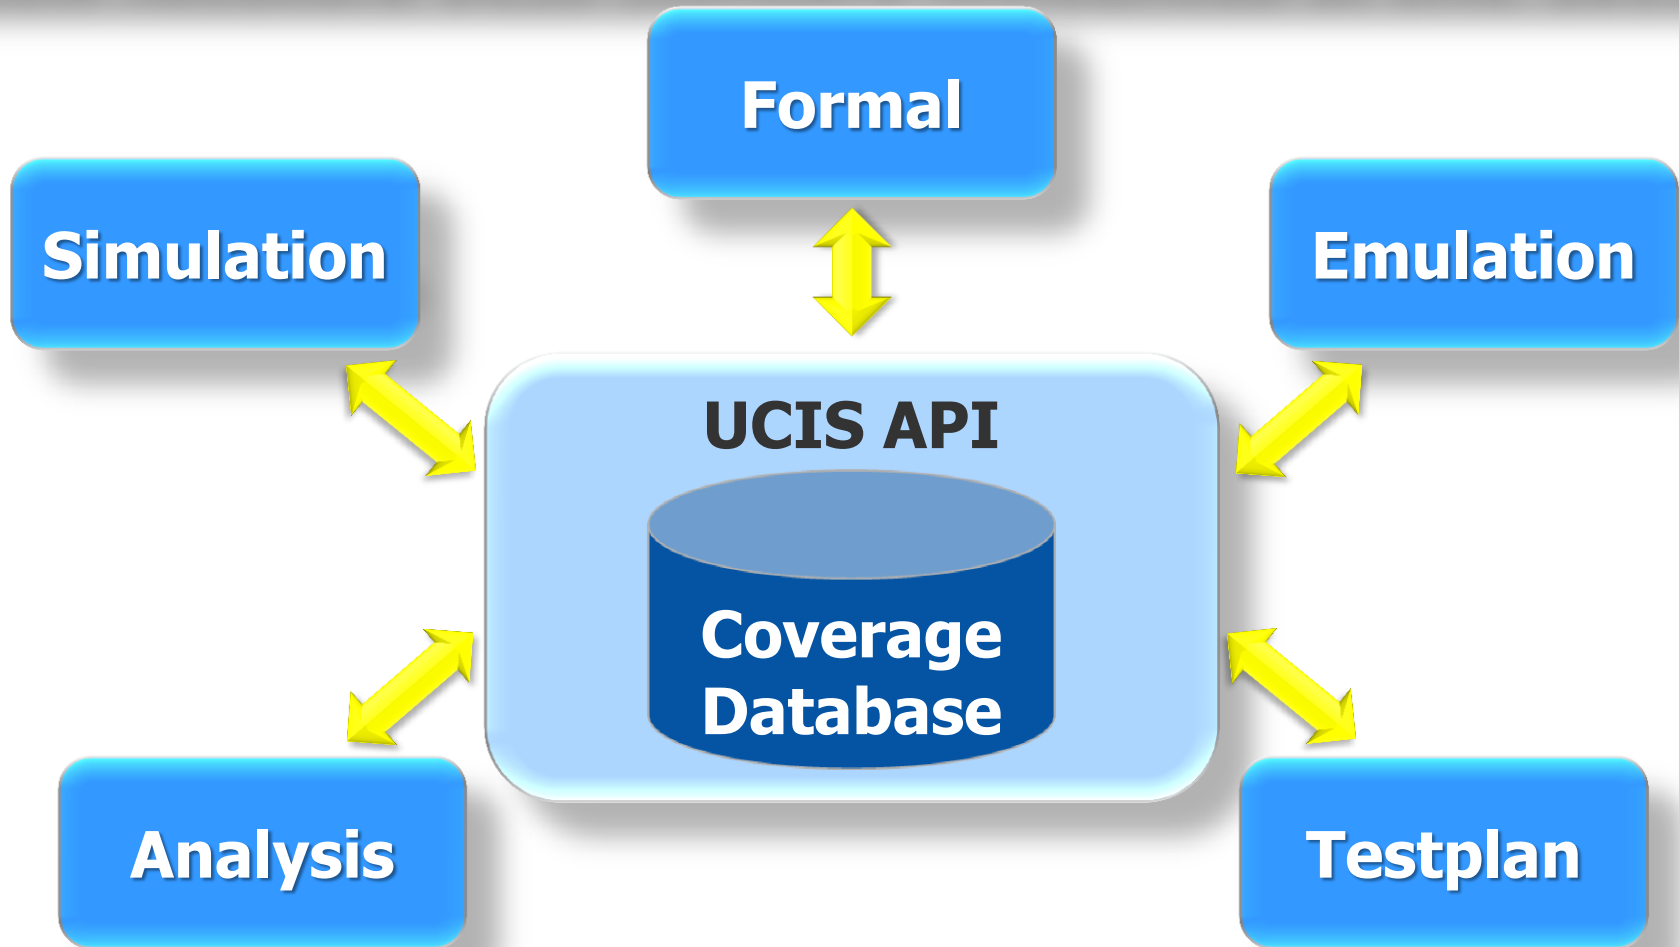 Formal
Simulation
Emulation
UCIS API
Coverage
Database
Analysis
Testplan